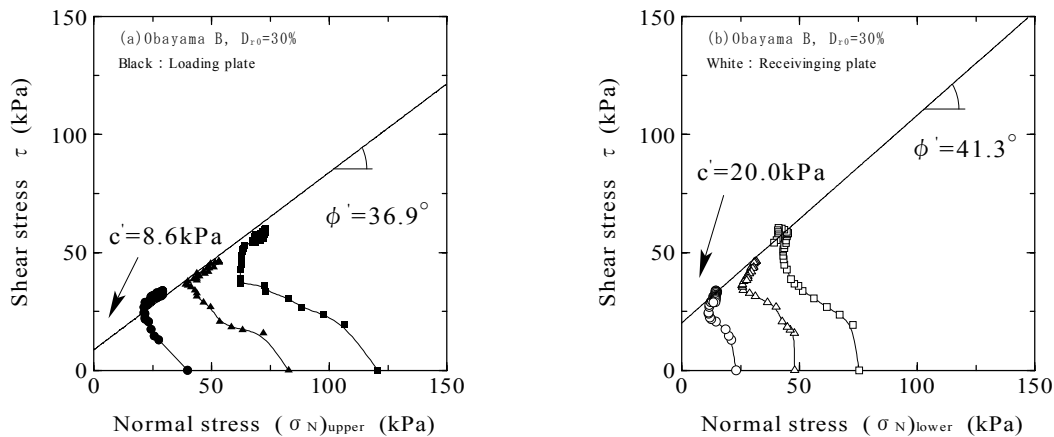 150
(a)Obayama B, Dr0=30%
Black : Loading plate
100
50
0
Shear stress τ (kPa)
φ'=36.9°
c'=8.6kPa
0 50 100 150
Normal stress (σN)upper (kPa)
150
(b)Obayama B, Dr0=30%
White : Receivinging plate
100
50
0
Shear stress τ (kPa)
φ'=41.3°
c'=20.0kPa
0 50 100 150
Normal stress (σN)lower (kPa)